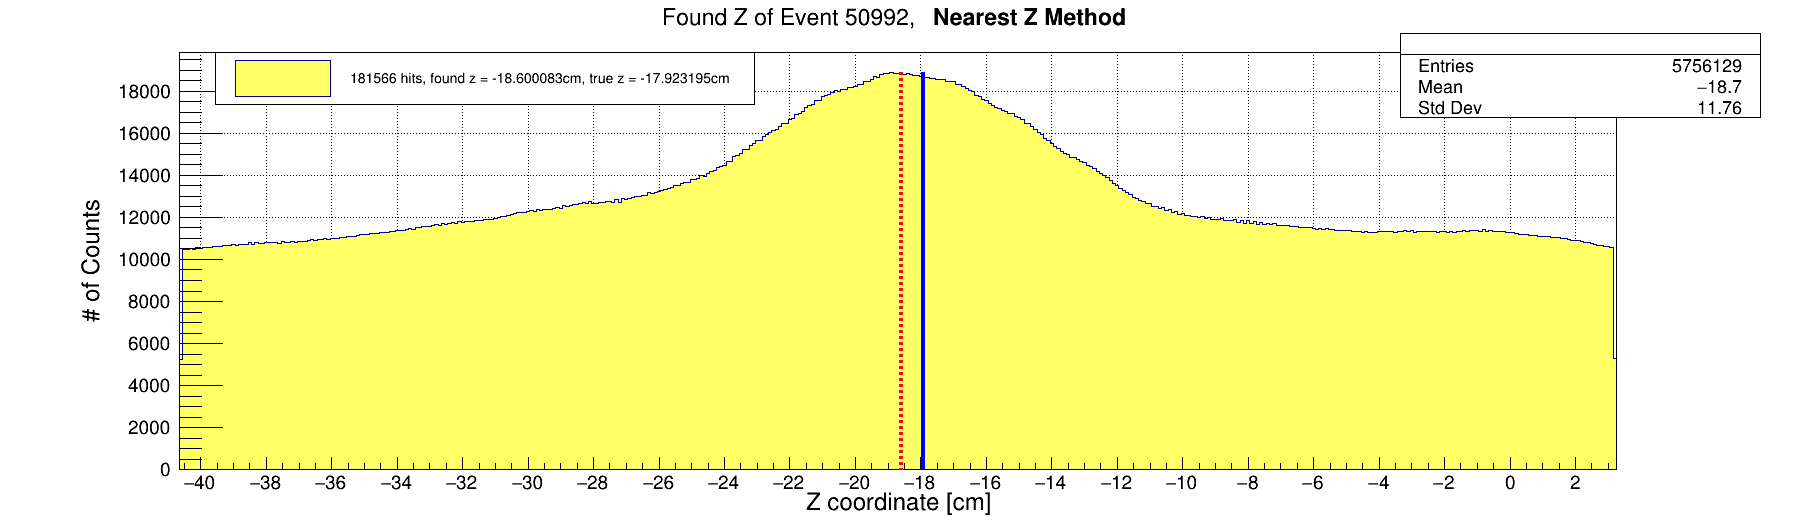 Found Z of Event 50992, Nearest Z Method
181566 hits, found z = -18.600083cm, true z = -17.923195cm
Entries 5756129
Mean −18.7
Std Dev 11.76
# of Counts
18000
16000
14000
12000
10000
8000
6000
4000
2000
0
−40 −38 −36 −34 −32 −30 −28 −26 −24 −22 −20 −18 −16 −14 −12 −10 −8 −6 −4 −2 0 2
Z coordinate [cm]